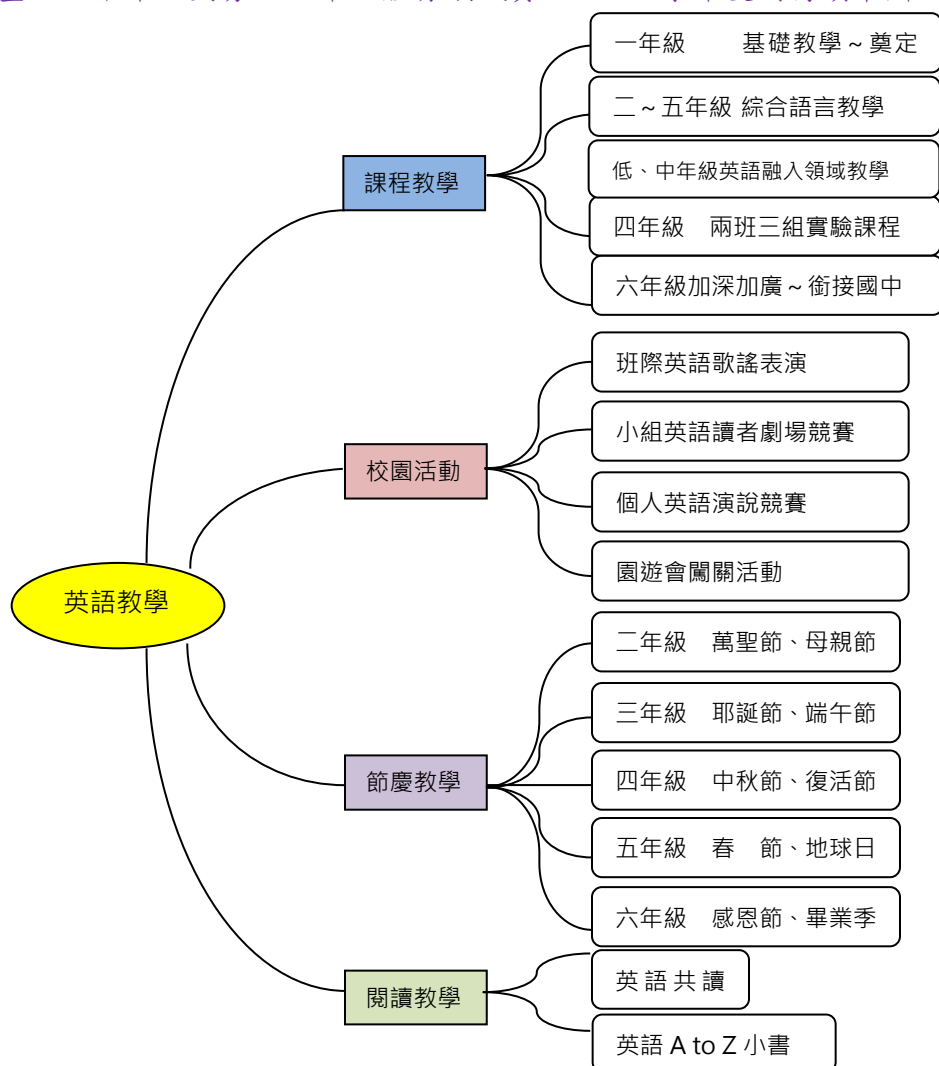 課程教學
一年級　　基礎教學～奠定
二～五年級 綜合語言教學
低、中年級英語融入領域教學
四年級　兩班三組實驗課程
六年級加深加廣～銜接國中
校園活動
班際英語歌謠表演
小組英語讀者劇場競賽
個人英語演說競賽
園遊會闖關活動
英語教學
節慶教學
二年級　萬聖節、母親節
三年級　耶誕節、端午節
四年級　中秋節、復活節
五年級　春　節、地球日
六年級　感恩節、畢業季
閱讀教學
英語共讀
英語 A to Z 小書